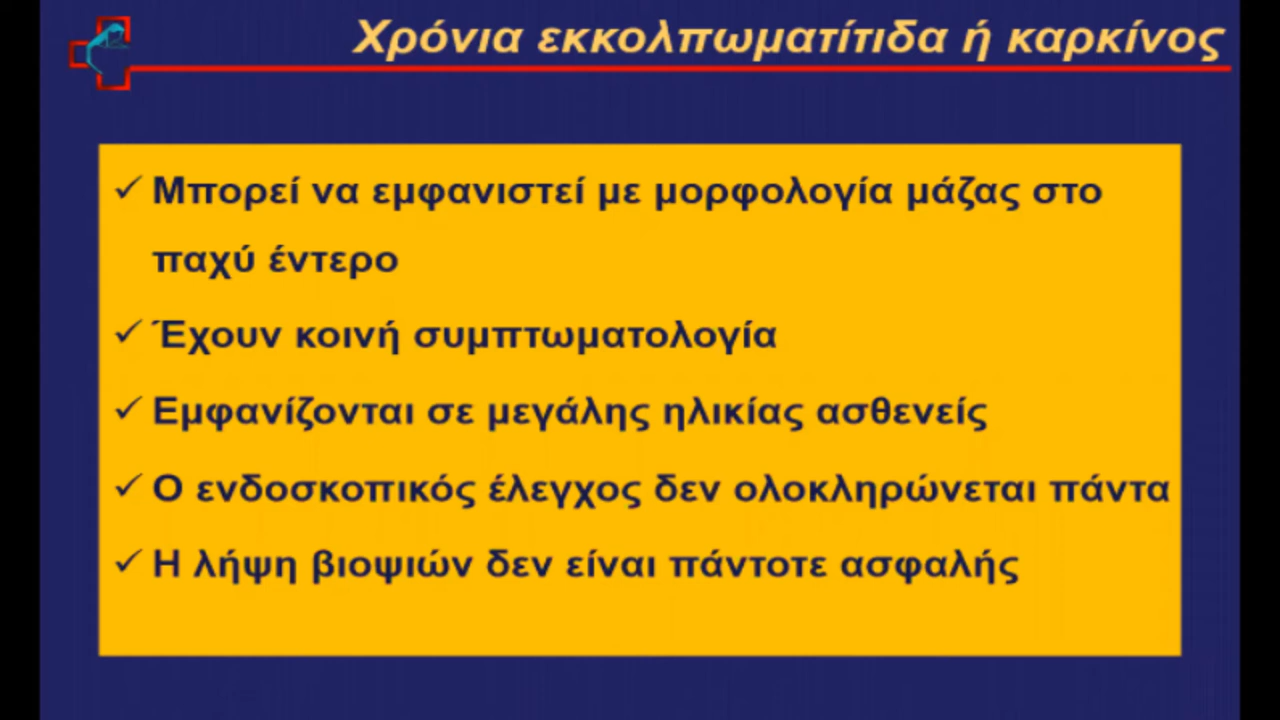 Χρόνια εκκολπωματίτιδα ή καρκίνος
✓ Μπορεί να εμφανιστεί με μορφολογία μάζας στο
παχύ έντερο
✓ Έχουν κοινή συμπτωματολογία
✓ Εμφανίζονται σε μεγάλης ηλικίας ασθενείς
✓ Ο ενδοσκοπικός έλεγχος δεν ολοκληρώνεται πάντα
✓ Η λήψη βιοψιών δεν είναι πάντοτε ασφαλής